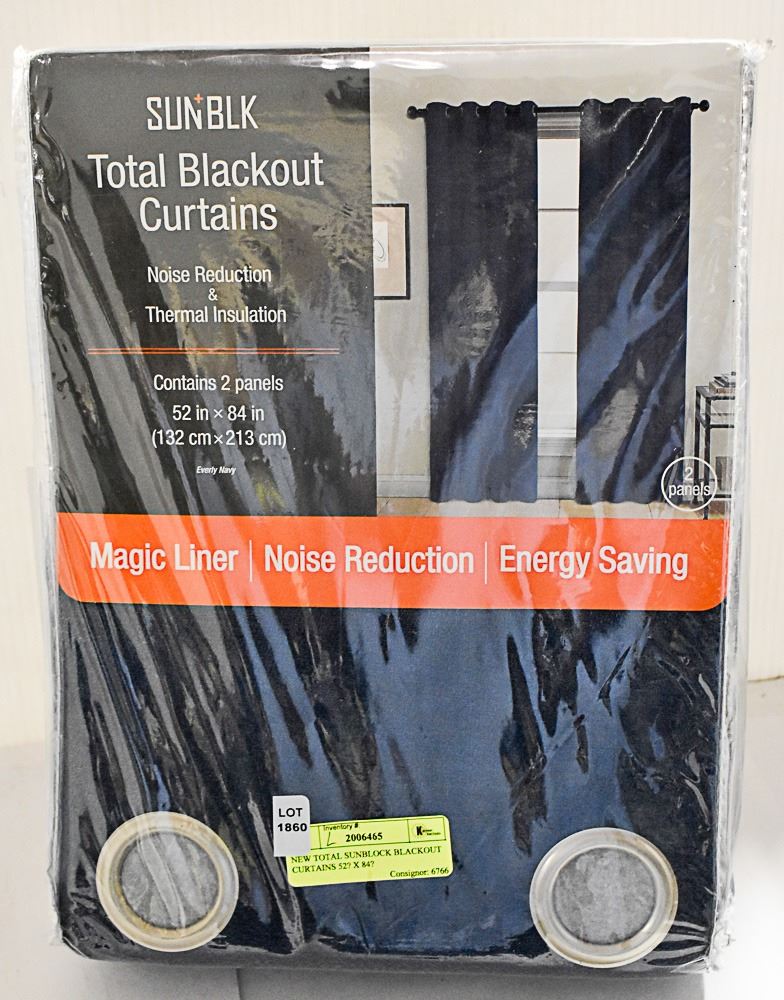 SUN+BLK
Total Blackout
Curtains
Noise Reduction
&
Thermal Insulation
Contains 2 panels
52 in × 84 in
(132 cm×213 cm)
Everly Navy
2
panels
Magic Liner | Noise Reduction | Energy Saving
LOT
1860
Inventory #
L 2006465
NEW TOTAL SUNBLOCK BLACKOUT
CURTAINS 52? X 84?
Consignor: 6766